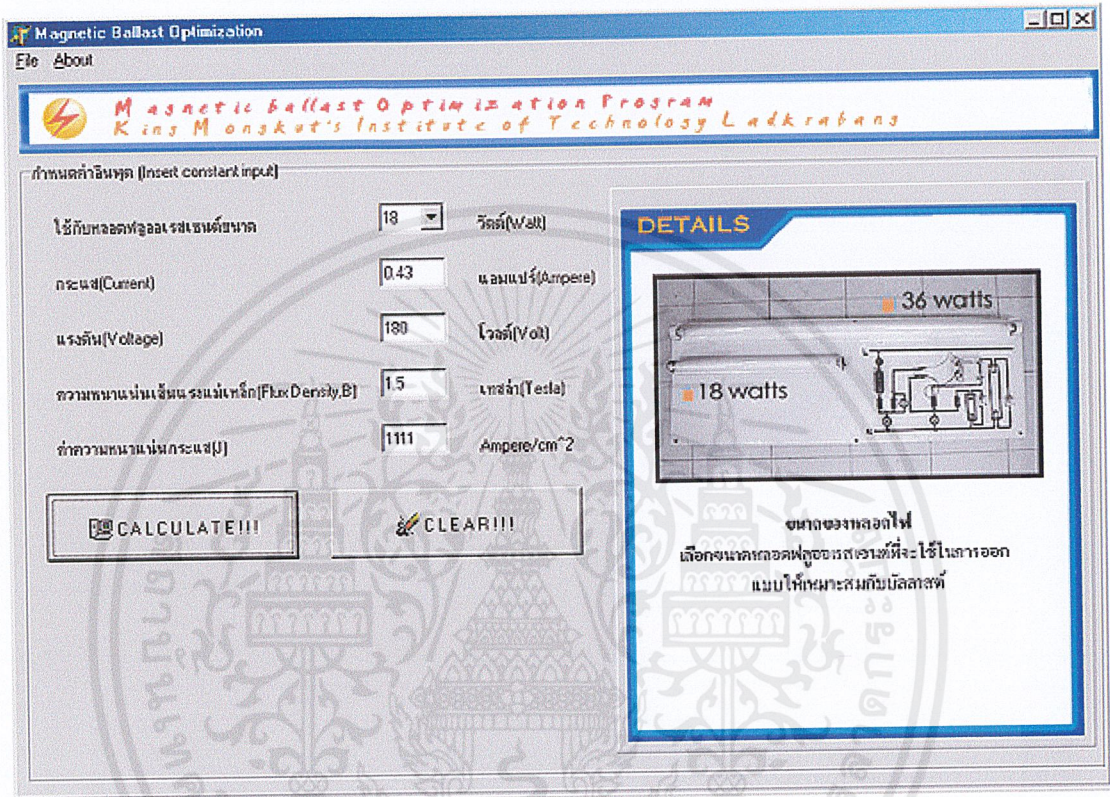 Magnetic Ballast Optimization
File About
Magnetic ballast Optimization Program
King Mongkut's Institute of Technology Ladkrabang
กำหนดค่าอินพุต (Insert constant input)
ใช้กับหลอดฟลูออเรสเซนต์ขนาด 18 วัตต์(Watt)
กระแส(Current) 0.43 แอมแปร์(Ampere)
แรงดัน(Voltage) 180 โวลต์(Volt)
ความหนาแน่นเส้นแรงแม่เหล็ก(Flux Density,B) 1.5 เทสล่า(Tesla)
ค่าความหนาแน่นกระแส(J) 1111 Ampere/cm^2
CALCULATE!!! CLEAR!!!
DETAILS
36 watts
18 watts
ขนาดของหลอดไฟ
เลือกขนาดหลอดฟลูออเรสเซนต์ที่จะใช้ในการออก
แบบให้เหมาะสมกับบัลลาสต์